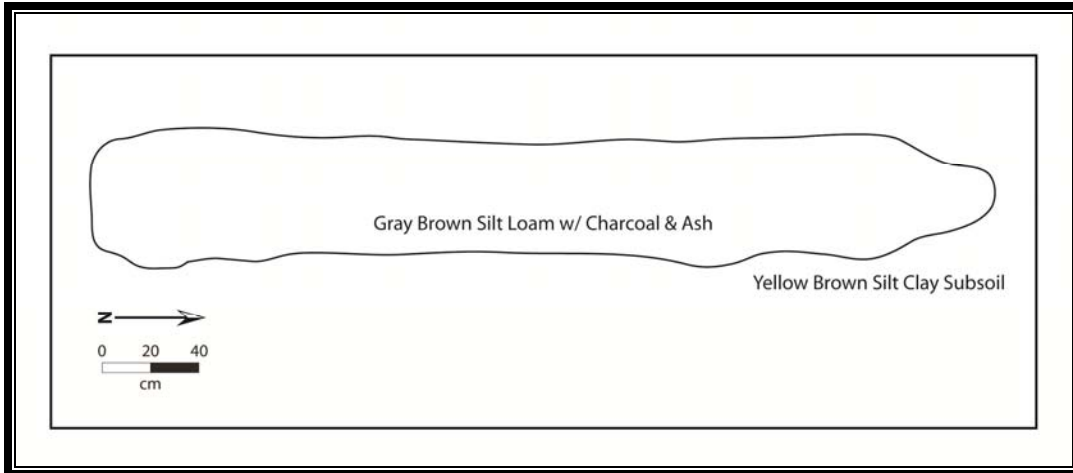 Gray Brown Silt Loam w/ Charcoal & Ash
Yellow Brown Silt Clay Subsoil
N
0 20 40
cm